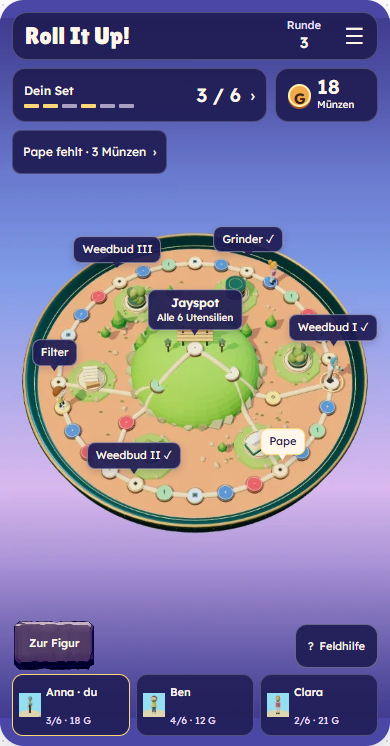 Roll It Up!
Runde
3
Dein Set
3 / 6 ›
G
18
Münzen
Pape fehlt · 3 Münzen ›
Grinder ✓
Weedbud III
Jayspot
Alle 6 Utensilien
Weedbud I ✓
Filter
Pape
Weedbud II ✓
Zur Figur
? Feldhilfe
Anna · du
3/6 · 18 G
Ben
4/6 · 12 G
Clara
2/6 · 21 G